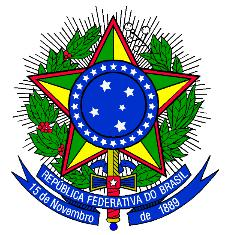 REPÚBLICA FEDERATIVA DO BRASIL
15 de Novembro de 1889